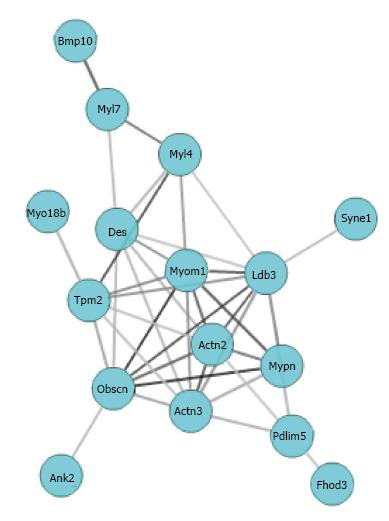 Bmp10
Myl7
Myl4
Myo18b
Syne1
Des
Myom1
Ldb3
Tpm2
Actn2
Mypn
Obscn
Actn3
Pdlim5
Ank2
Fhod3